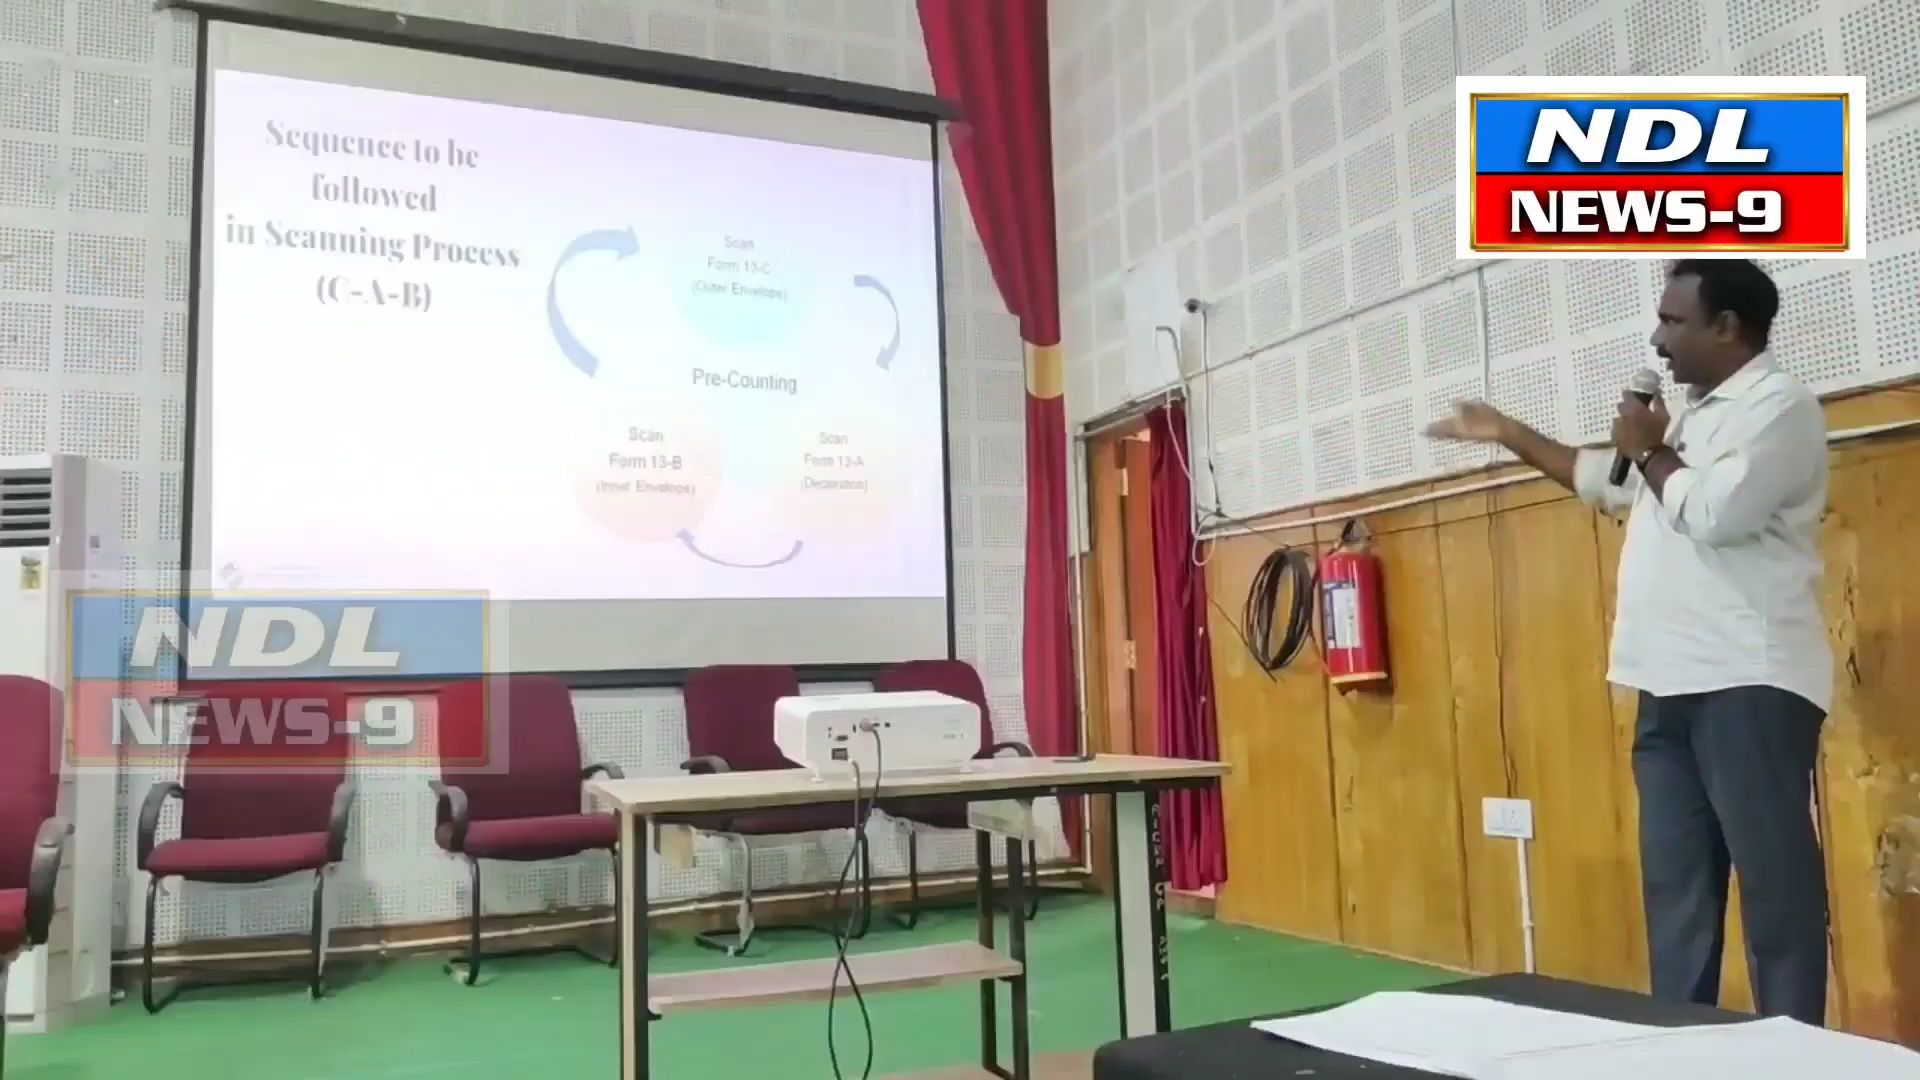 Sequence to be
followed
in Scanning Process
(C-A-B)
Scan
Form 13-C
(Outer Envelope)
Pre-Counting
Scan
Form 13-B
(Inner Envelope)
Scan
Form 13-A
(Declaration)
NDL
NEWS-9
NDL
NEWS-9